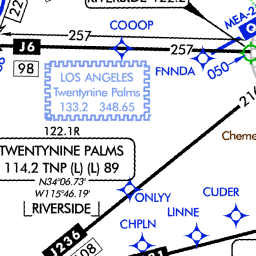 RIVERSIDE 122.2
COOOP
MEA-2
257
257
J6
98
FNNDA
050
LOS ANGELES
Twentynine Palms
133.2 348.65
216
122.1R
Cheme
TWENTYNINE PALMS
114.2 TNP (L) (L) 89
N34°06.73'
W115°46.19'
RIVERSIDE
ONLYY
CUDER
LINNE
CHPLN
J236
08